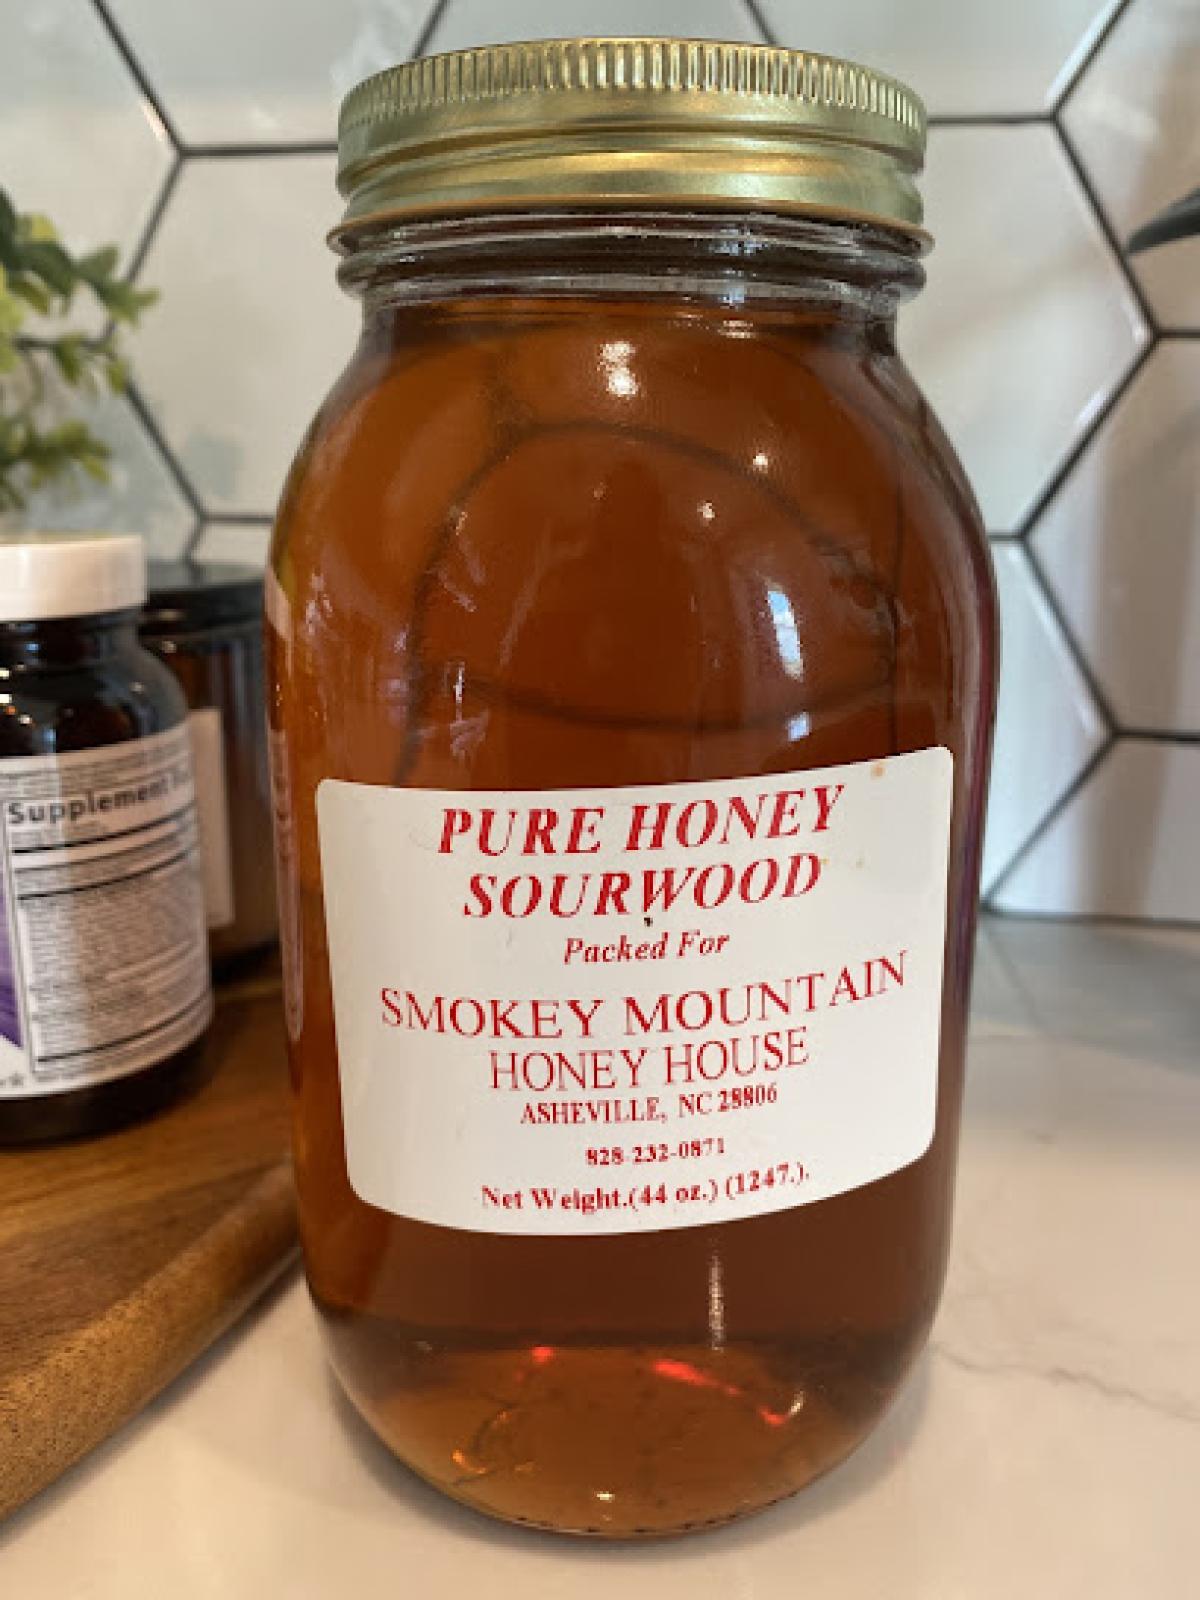 PURE HONEY
SOURWOOD
Packed For
SMOKEY MOUNTAIN
HONEY HOUSE
ASHEVILLE, NC 28806
828-232-0871
Net Weight.(44 oz.) (1247.).
Supplement